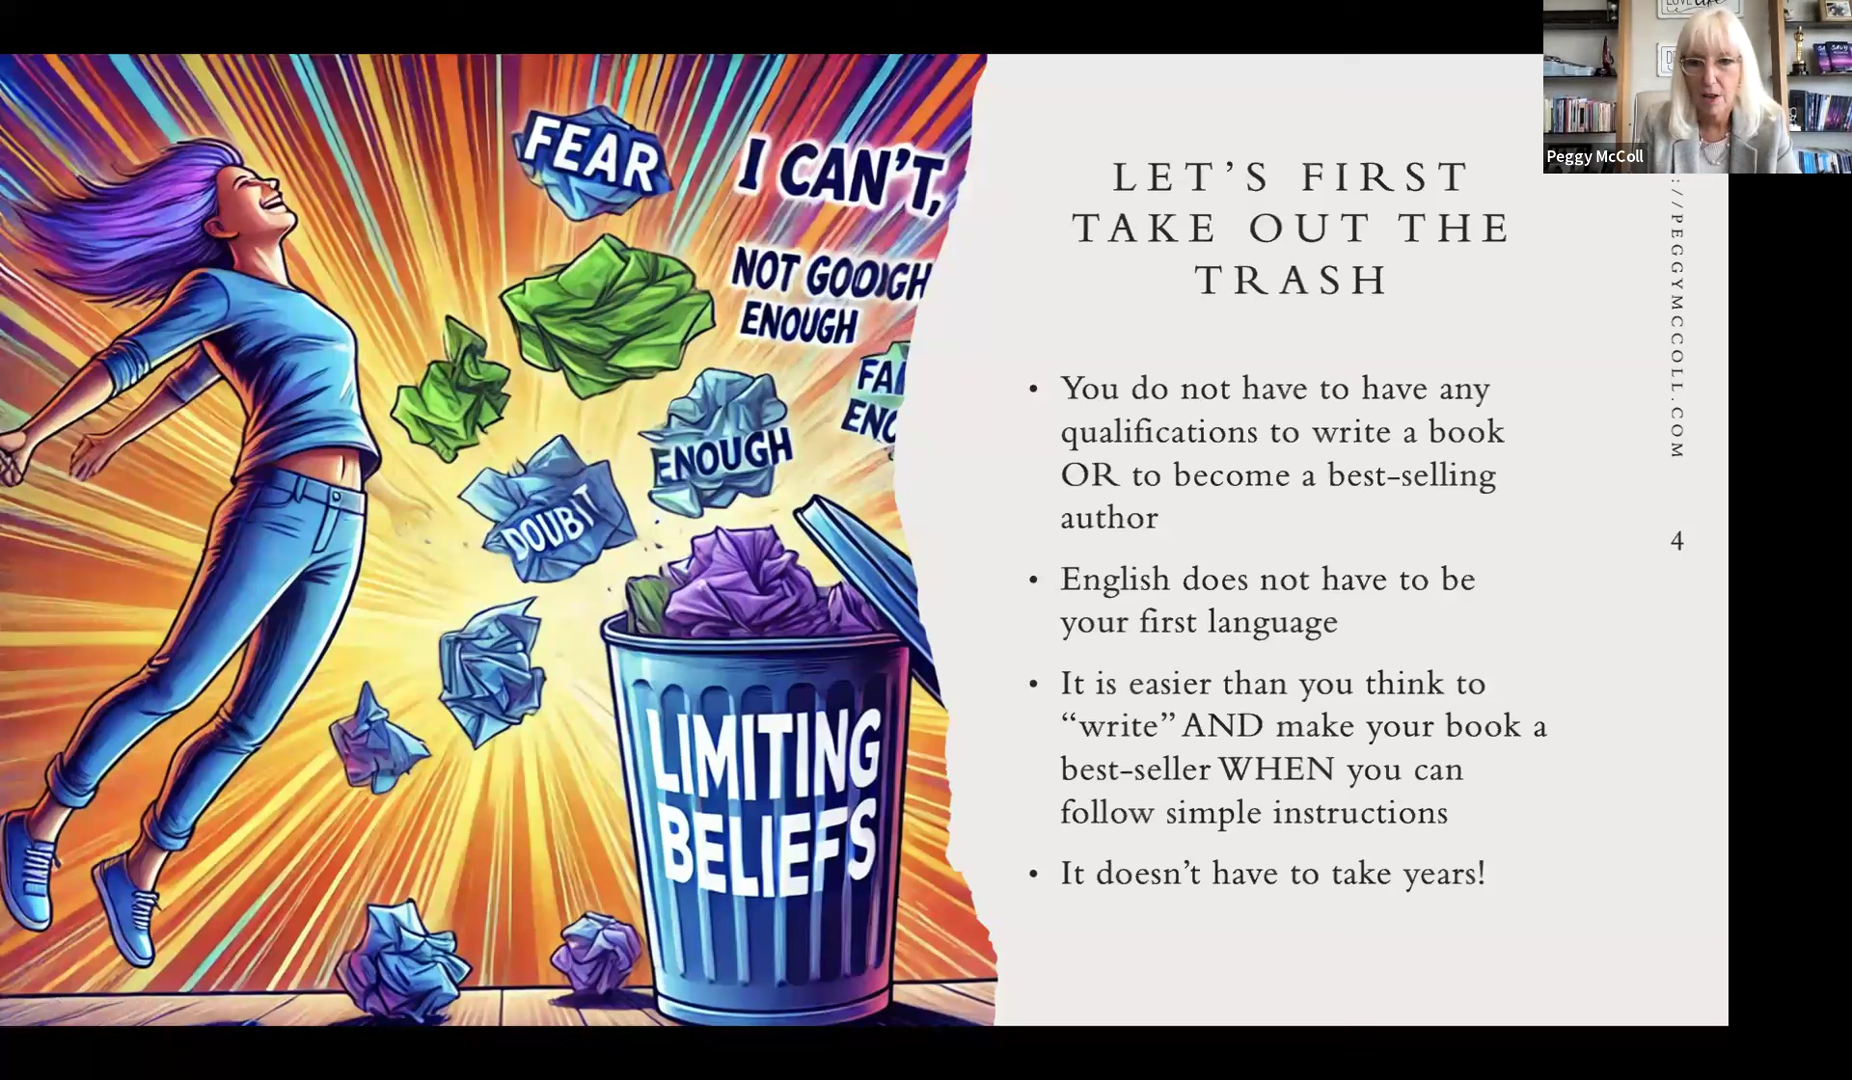 FEAR
I CAN'T,
NOT GOOIGH
ENOUGH
ENOUGH
DOUBT
LIMITING
BELIEFS
LET'S FIRST
TAKE OUT THE
TRASH
• You do not have to have any
qualifications to write a book
OR to become a best-selling
author
• English does not have to be
your first language
• It is easier than you think to
“write” AND make your book a
best-seller WHEN you can
follow simple instructions
• It doesn't have to take years!
://PEGGYMCCOLL.COM
4
Peggy McColl